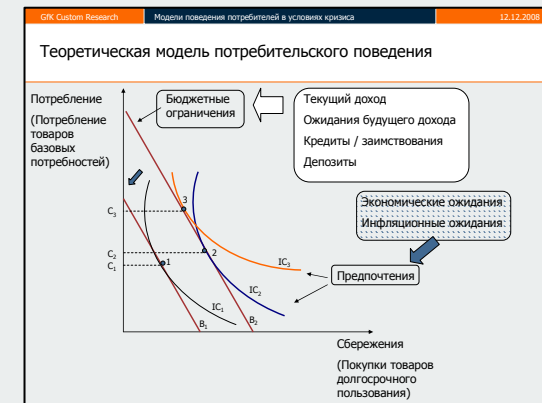 GfK Custom Research
Модели поведения потребителей в условиях кризиса
12.12.2008
Теоретическая модель потребительского поведения
Потребление
(Потребление
товаров
базовых
потребностей)
Бюджетные
ограничения
Текущий доход
Ожидания будущего дохода
Кредиты / заимствования
Депозиты
Экономические ожидания
Инфляционные ожидания
Предпочтения
C₃
C₂
C₁
3
2
1
IC₃
IC₂
IC₁
B₁
B₂
Сбережения
(Покупки товаров
долгосрочного
пользования)